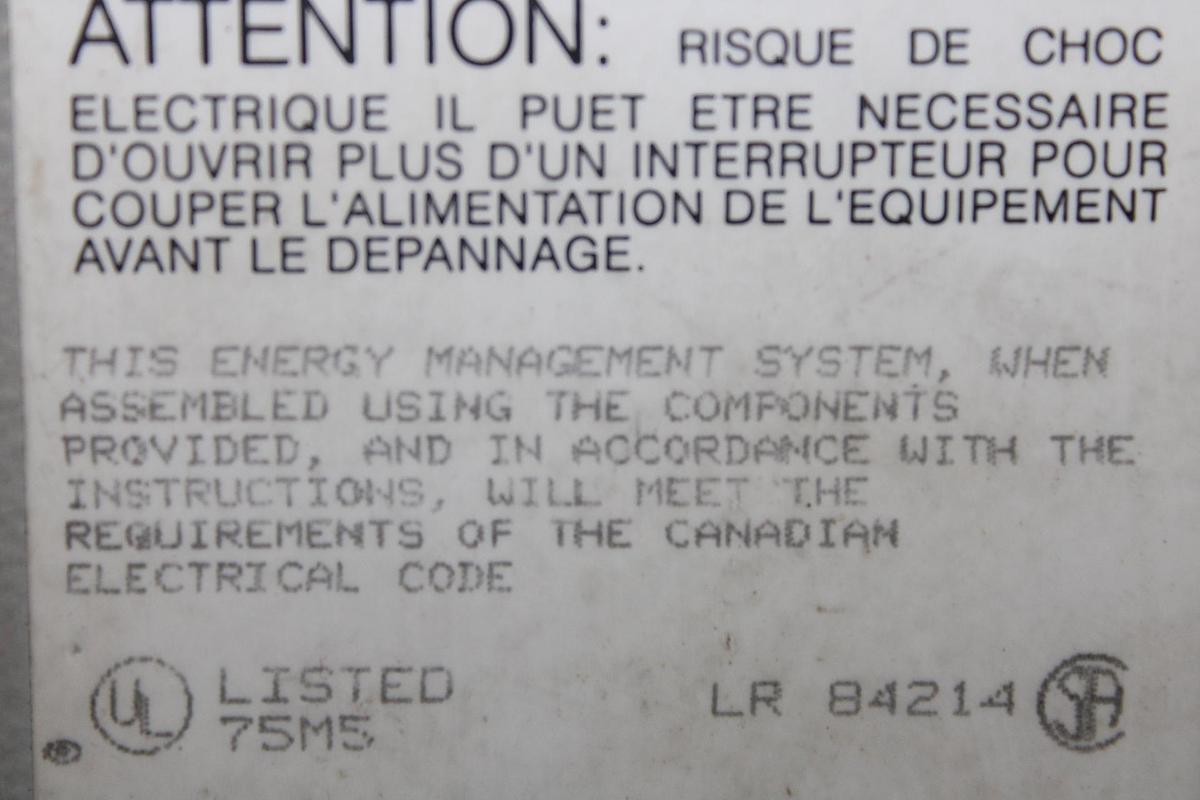 ATTENTION: RISQUE DE CHOC
ELECTRIQUE IL PUET ETRE NECESSAIRE
D'OUVRIR PLUS D'UN INTERRUPTEUR POUR
COUPER L'ALIMENTATION DE L'EQUIPEMENT
AVANT LE DEPANNAGE.
THIS ENERGY MANAGEMENT SYSTEM, WHEN
ASSEMBLED USING THE COMPONENTS
PROVIDED, AND IN ACCORDANCE WITH THE
INSTRUCTIONS, WILL MEET THE
REQUIREMENTS OF THE CANADIAN
ELECTRICAL CODE
UL LISTED
75M5
LR 84214 SA